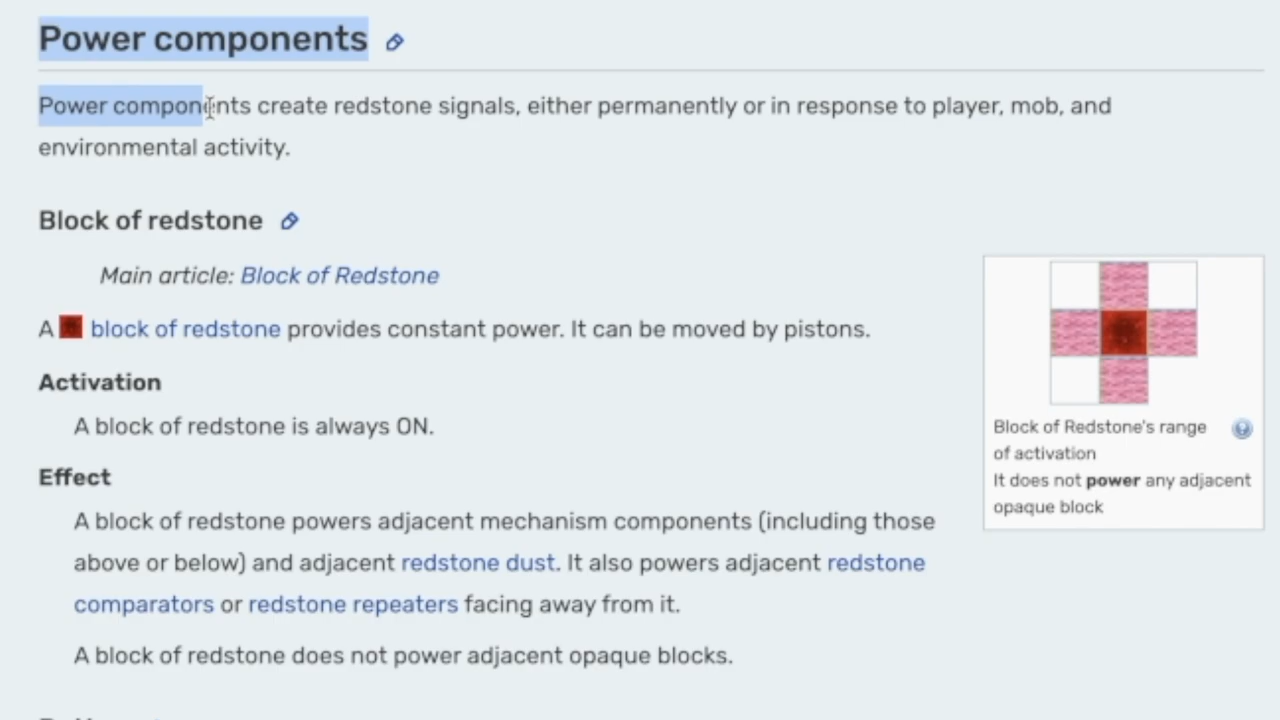 Power components
Power components create redstone signals, either permanently or in response to player, mob, and
environmental activity.
Block of redstone
Main article: Block of Redstone
A block of redstone provides constant power. It can be moved by pistons.
Activation
A block of redstone is always ON.
Effect
A block of redstone powers adjacent mechanism components (including those
above or below) and adjacent redstone dust. It also powers adjacent redstone
comparators or redstone repeaters facing away from it.
A block of redstone does not power adjacent opaque blocks.
Block of Redstone's range
of activation
It does not power any adjacent
opaque block